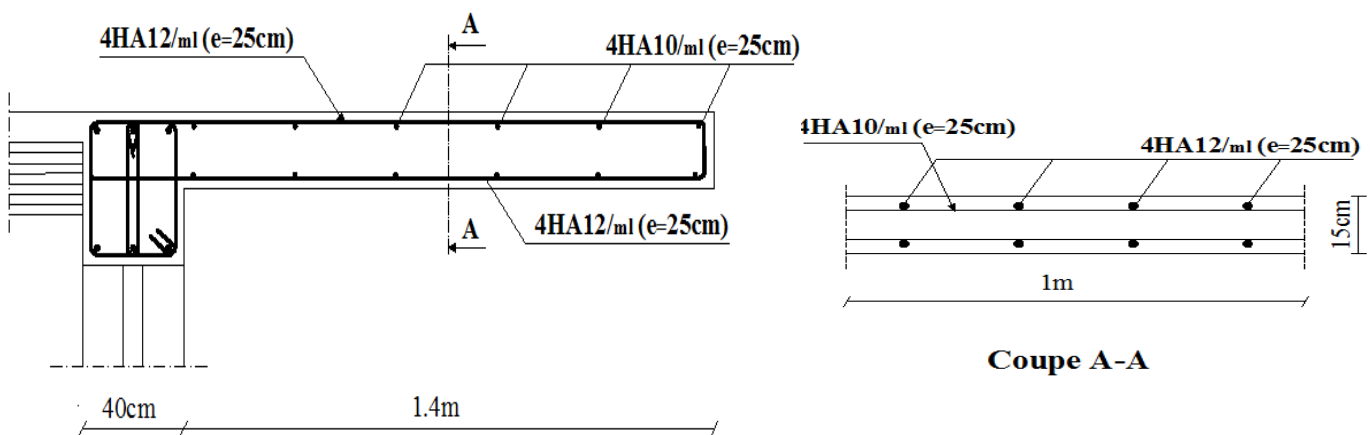 4HA12/ml (e=25cm)
A
4HA10/ml (e=25cm)
4HA12/ml (e=25cm)
A
40cm
1.4m
4HA10/ml (e=25cm)
4HA12/ml (e=25cm)
15cm
1m
Coupe A-A